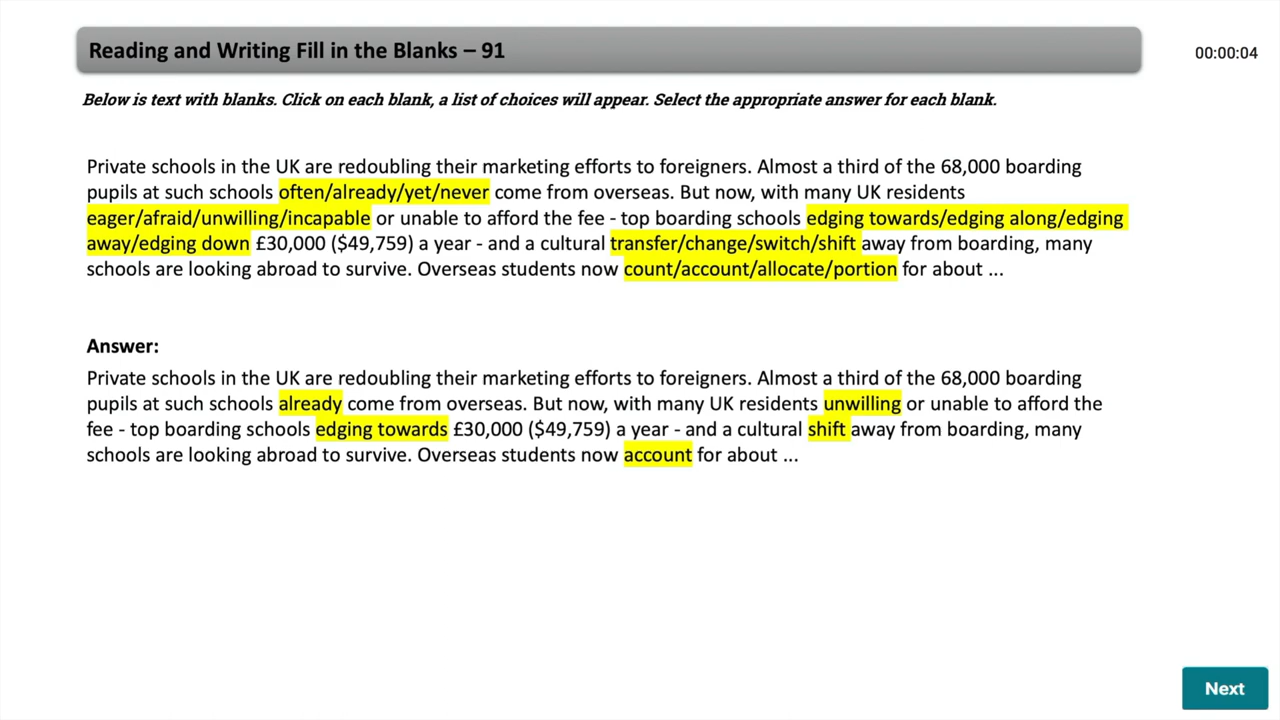 Reading and Writing Fill in the Blanks – 91
00:00:04
Below is text with blanks. Click on each blank, a list of choices will appear. Select the appropriate answer for each blank.
Private schools in the UK are redoubling their marketing efforts to foreigners. Almost a third of the 68,000 boarding
pupils at such schools often/already/yet/never come from overseas. But now, with many UK residents
eager/afraid/unwilling/incapable or unable to afford the fee - top boarding schools edging towards/edging along/edging
away/edging down £30,000 ($49,759) a year - and a cultural transfer/change/switch/shift away from boarding, many
schools are looking abroad to survive. Overseas students now count/account/allocate/portion for about ...
Answer:
Private schools in the UK are redoubling their marketing efforts to foreigners. Almost a third of the 68,000 boarding
pupils at such schools already come from overseas. But now, with many UK residents unwilling or unable to afford the
fee - top boarding schools edging towards £30,000 ($49,759) a year - and a cultural shift away from boarding, many
schools are looking abroad to survive. Overseas students now account for about ...
Next